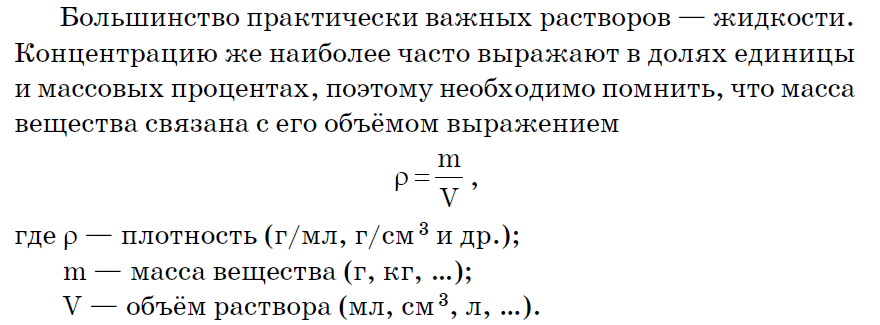 Большинство практически важных растворов — жидкости.
Концентрацию же наиболее часто выражают в долях единицы
и массовых процентах, поэтому необходимо помнить, что масса
вещества связана с его объёмом выражением
ρ = m/V ,
где ρ — плотность (г/мл, г/см³ и др.);
m — масса вещества (г, кг, ...);
V — объём раствора (мл, см³, л, ...).